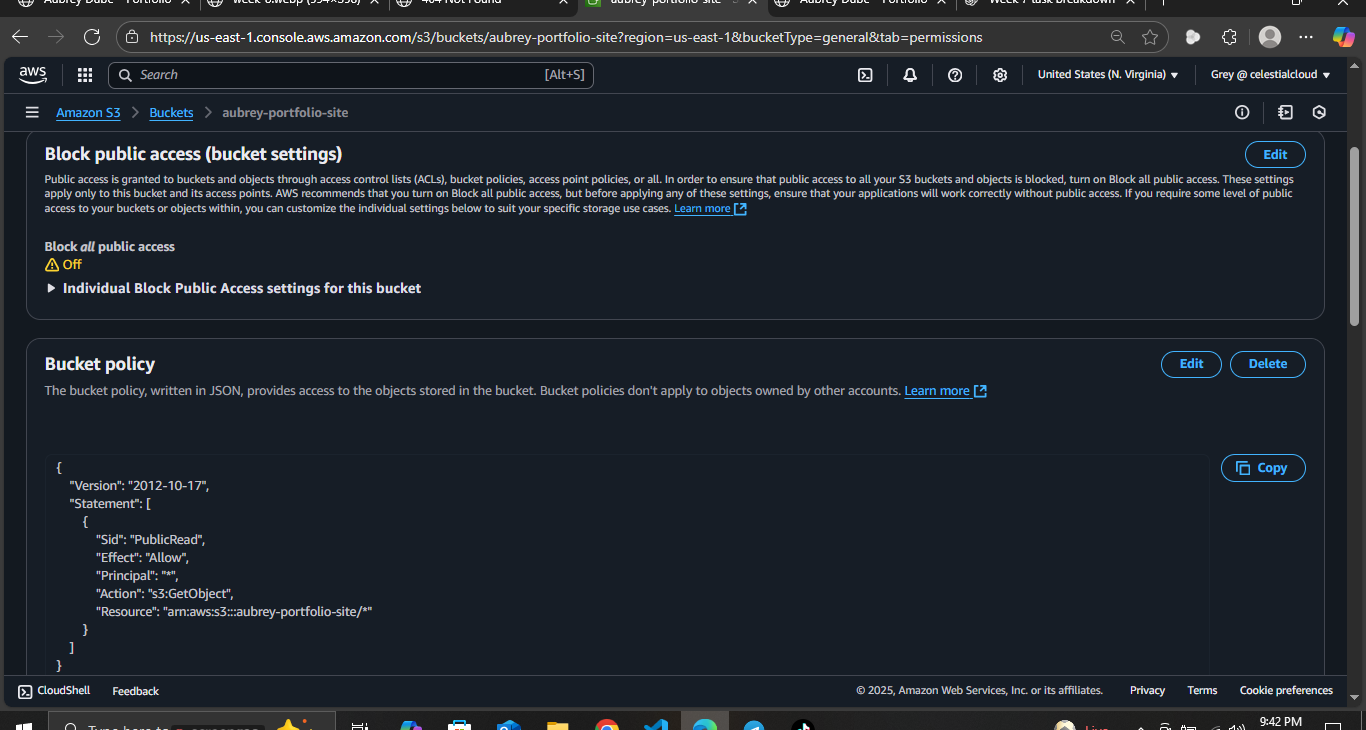 Aubrey Dube - Portfolio
week-6.webp
404 Not Found
aubrey-portfolio-site
Aubrey Dube - Portfolio
Week 7 task breakdown
https://us-east-1.console.aws.amazon.com/s3/buckets/aubrey-portfolio-site?region=us-east-1&bucketType=general&tab=permissions
aws
Search
[Alt+S]
United States (N. Virginia)
Grey @ celestialcloud
Amazon S3
Buckets
aubrey-portfolio-site
Block public access (bucket settings)
Edit
Public access is granted to buckets and objects through access control lists (ACLs), bucket policies, access point policies, or all. In order to ensure that public access to all your S3 buckets and objects is blocked, turn on Block all public access. These settings
apply only to this bucket and its access points. AWS recommends that you turn on Block all public access, but before applying any of these settings, ensure that your applications will work correctly without public access. If you require some level of public
access to your buckets or objects within, you can customize the individual settings below to suit your specific storage use cases. Learn more
Block all public access
Off
Individual Block Public Access settings for this bucket
Bucket policy
Edit
Delete
The bucket policy, written in JSON, provides access to the objects stored in the bucket. Bucket policies don't apply to objects owned by other accounts. Learn more
{
"Version": "2012-10-17",
"Statement": [
{
"Sid": "PublicRead",
"Effect": "Allow",
"Principal": "*",
"Action": "s3:GetObject",
"Resource": "arn:aws:s3:::aubrey-portfolio-site/*"
}
]
}
Copy
CloudShell
Feedback
© 2025, Amazon Web Services, Inc. or its affiliates.
Privacy
Terms
Cookie preferences
Type here to
9:42 PM